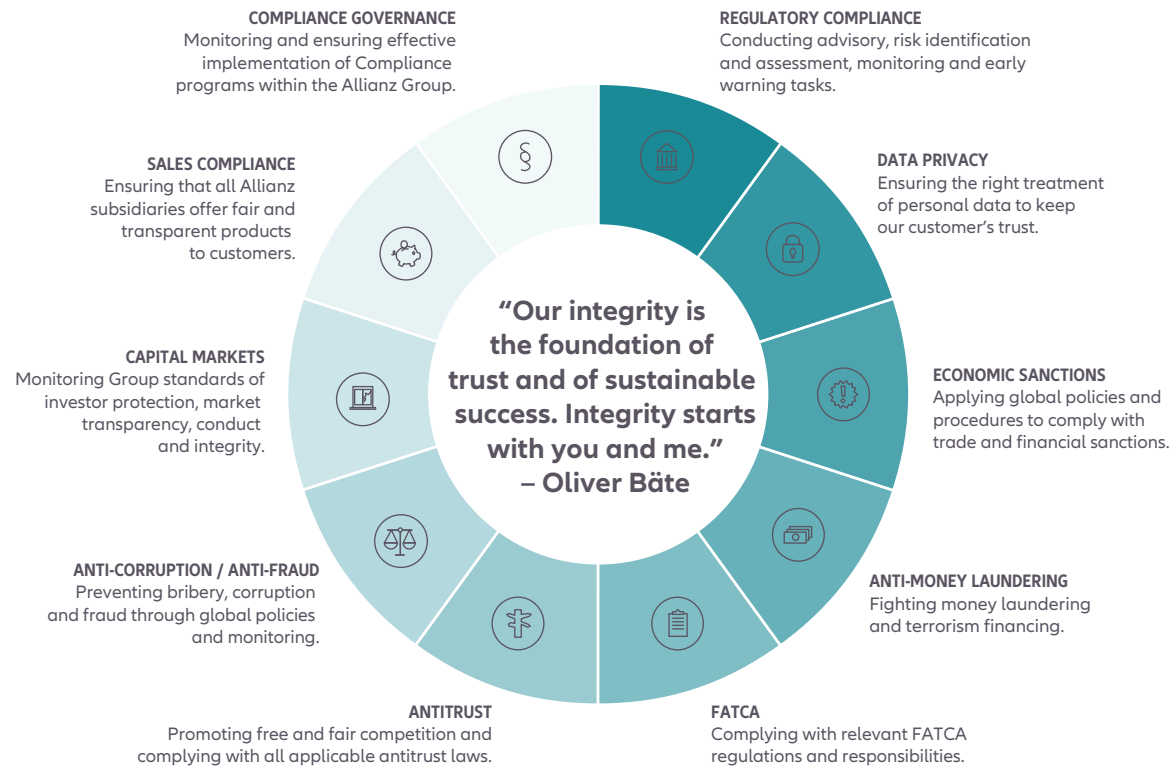 COMPLIANCE GOVERNANCE
Monitoring and ensuring effective
implementation of Compliance
programs within the Allianz Group.
REGULATORY COMPLIANCE
Conducting advisory, risk identification
and assessment, monitoring and early
warning tasks.
SALES COMPLIANCE
Ensuring that all Allianz
subsidiaries offer fair and
transparent products
to customers.
DATA PRIVACY
Ensuring the right treatment
of personal data to keep
our customer’s trust.
“Our integrity is
the foundation of
trust and of sustainable
success. Integrity starts
with you and me.”
– Oliver Bäte
CAPITAL MARKETS
Monitoring Group standards of
investor protection, market
transparency, conduct
and integrity.
ECONOMIC SANCTIONS
Applying global policies and
procedures to comply with
trade and financial sanctions.
ANTI-CORRUPTION / ANTI-FRAUD
Preventing bribery, corruption
and fraud through global policies
and monitoring.
ANTI-MONEY LAUNDERING
Fighting money laundering
and terrorism financing.
ANTITRUST
Promoting free and fair competition and
complying with all applicable antitrust laws.
FATCA
Complying with relevant FATCA
regulations and responsibilities.